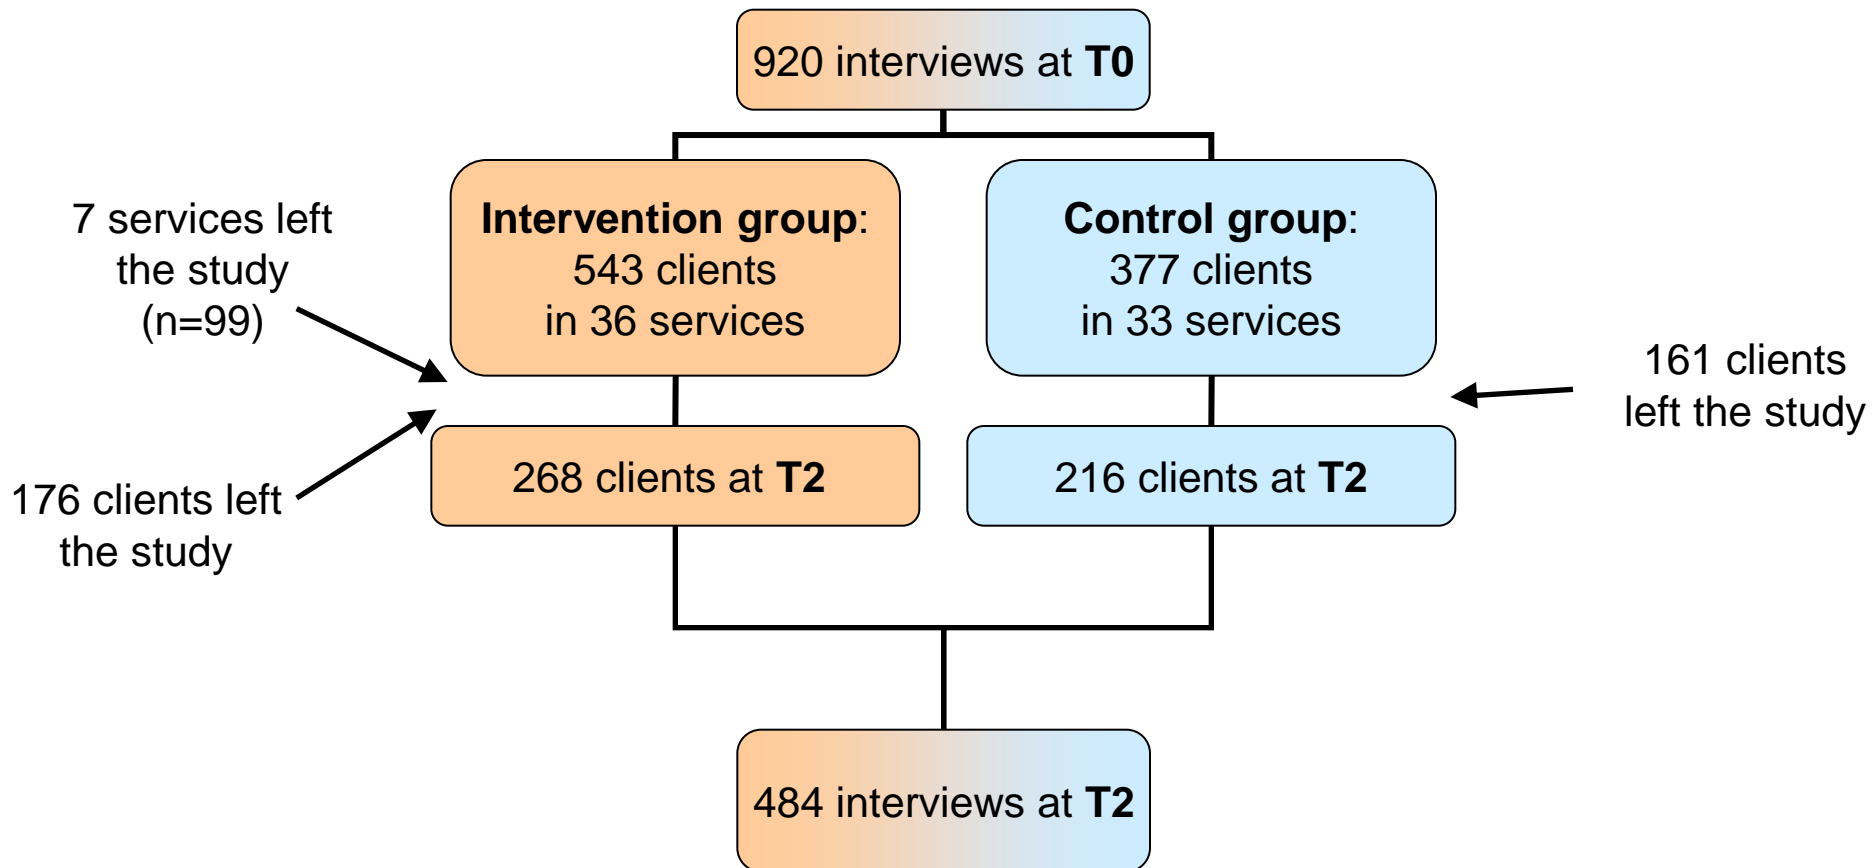 920 interviews at T0
7 services left
the study
(n=99)
Intervention group:
543 clients
in 36 services
Control group:
377 clients
in 33 services
161 clients
left the study
176 clients left
the study
268 clients at T2
216 clients at T2
484 interviews at T2